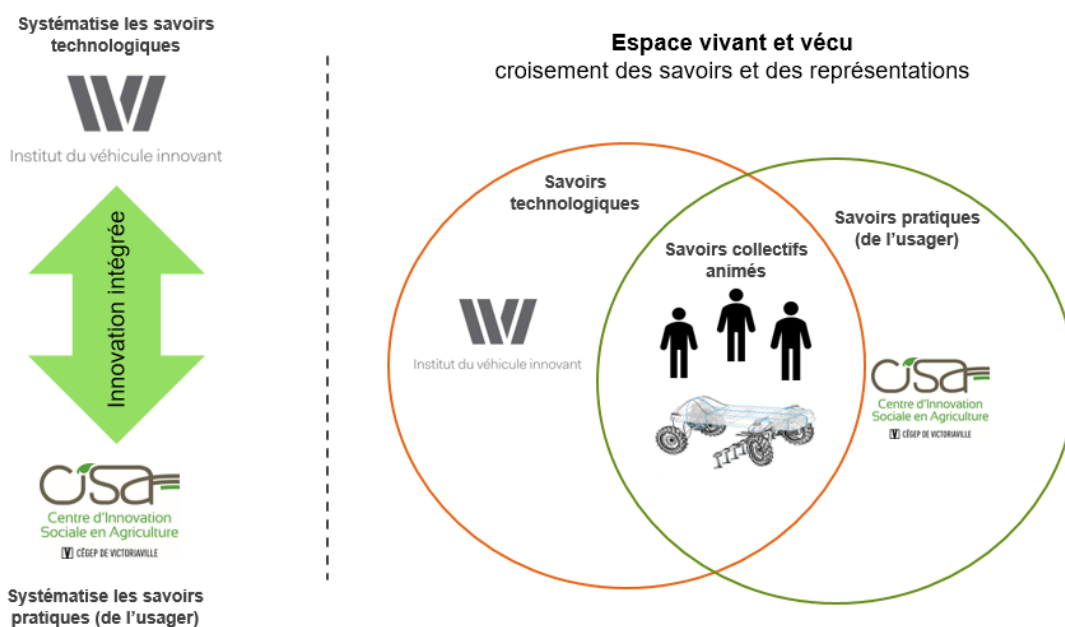 Systématise les savoirs
technologiques
Institut du véhicule innovant
Innovation intégrée
CISA
Centre d'Innovation
Sociale en Agriculture
V CÉGEP DE VICTORIAVILLE
Systématise les savoirs
pratiques (de l'usager)
Espace vivant et vécu
croisement des savoirs et des représentations
Savoirs
technologiques
Institut du véhicule innovant
Savoirs collectifs
animés
Savoirs pratiques
(de l'usager)
CISA
Centre d'Innovation
Sociale en Agriculture
V CÉGEP DE VICTORIAVILLE